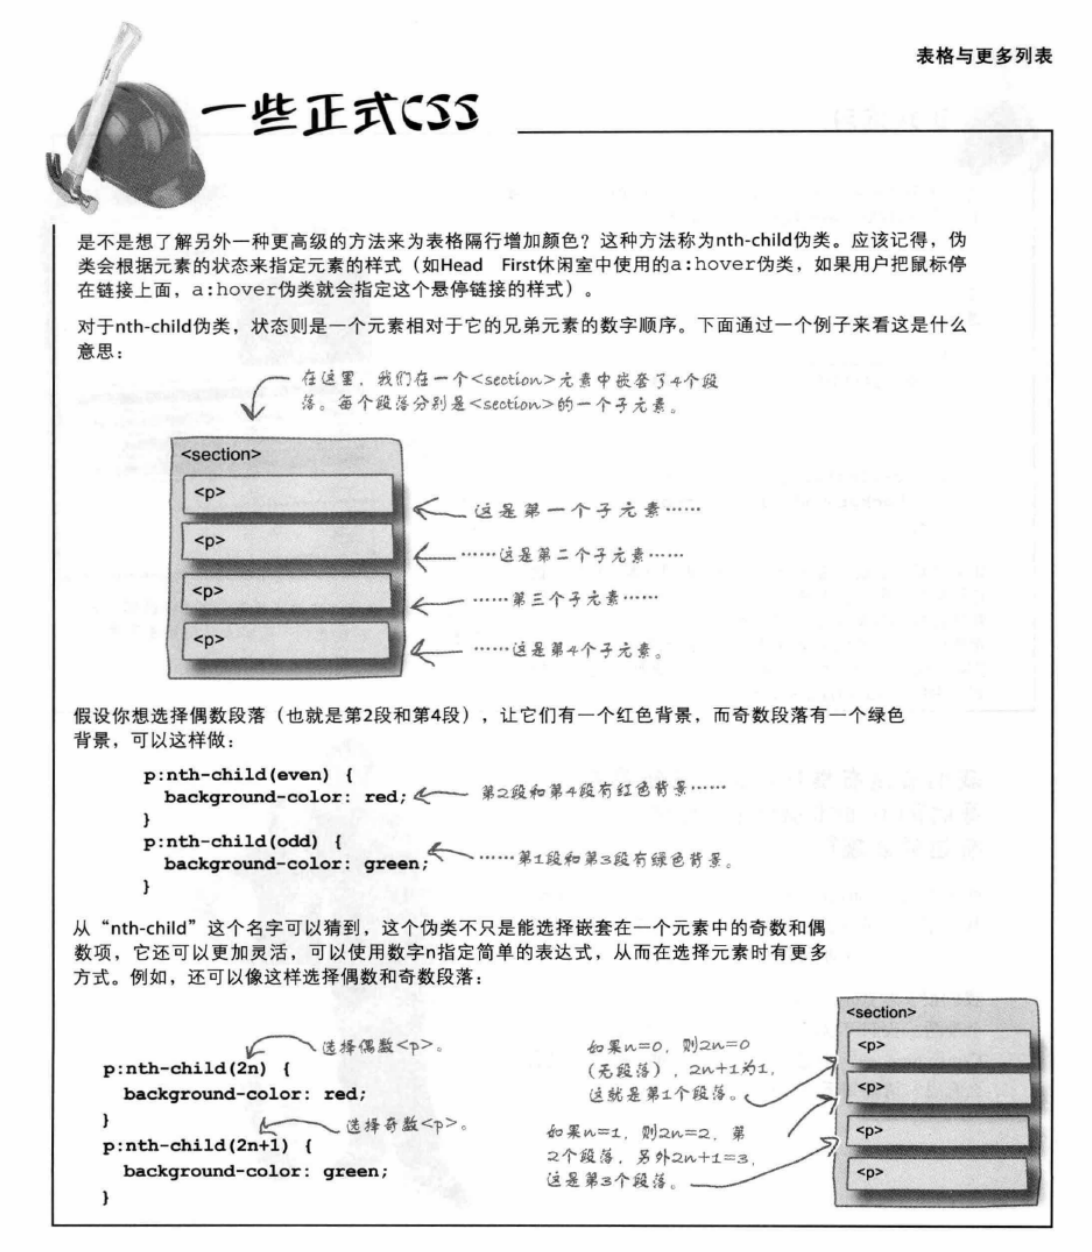 表格与更多列表
一些正式CSS
是不是想了解另外一种更高级的方法来为表格隔行增加颜色？这种方法称为nth-child伪类。应该记得，伪
类会根据元素的状态来指定元素的样式（如Head First休闲室中使用的a:hover伪类，如果用户把鼠标停
在链接上面，a:hover伪类就会指定这个悬停链接的样式）。
对于nth-child伪类，状态则是一个元素相对于它的兄弟元素的数字顺序。下面通过一个例子来看这是什么
意思：
在这里，我们在一个<section>元素中嵌套了4个段
落。每个段落分别是<section>的一个子元素。
<section>
<p>
这是第一个子元素……
<p>
……这是第二个子元素……
<p>
……第三个子元素……
<p>
……这是第4个子元素。
假设你想选择偶数段落（也就是第2段和第4段），让它们有一个红色背景，而奇数段落有一个绿色
背景，可以这样做：
p:nth-child(even) {
background-color: red;
第2段和第4段有红色背景……
}
p:nth-child(odd) {
background-color: green;
……第1段和第3段有绿色背景。
}
从“nth-child”这个名字可以猜到，这个伪类不只是能选择嵌套在一个元素中的奇数和偶
数项，它还可以更加灵活，可以使用数字n指定简单的表达式，从而在选择元素时有更多
方式。例如，还可以像这样选择偶数和奇数段落：
选择偶数<p>。
p:nth-child(2n) {
background-color: red;
}
选择奇数<p>。
p:nth-child(2n+1) {
background-color: green;
}
如果n=0，则2n=0
（无段落），2n+1为1，
这就是第1个段落。
如果n=1，则2n=2，第
2个段落，另外2n+1=3，
这是第3个段落。
<section>
<p>
<p>
<p>
<p>